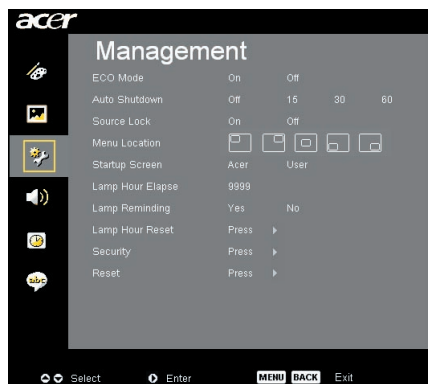 acer
Management
ECO Mode On Off
Auto Shutdown Off 15 30 60
Source Lock On Off
Menu Location
Startup Screen Acer User
Lamp Hour Elapse 9999
Lamp Reminding Yes No
Lamp Hour Reset Press
Security Press
Reset Press
abc
Select Enter MENU BACK Exit